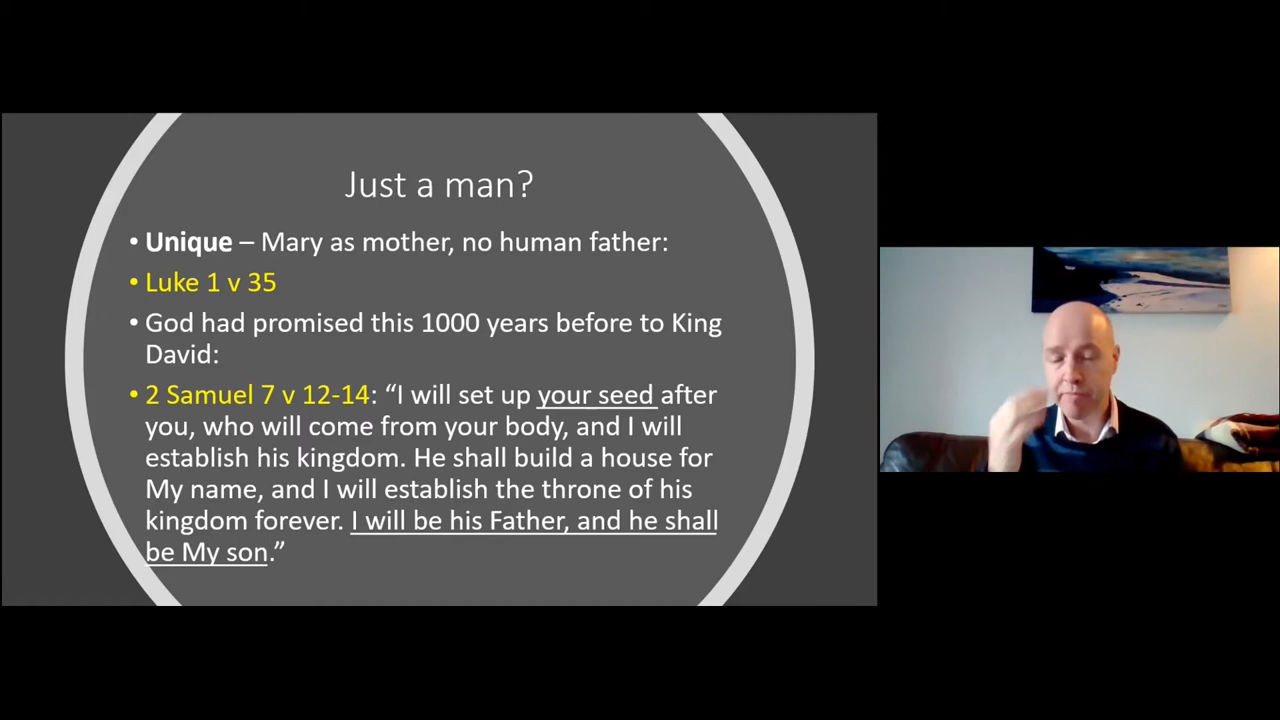 Just a man?
• Unique – Mary as mother, no human father:
• Luke 1 v 35
• God had promised this 1000 years before to King
David:
• 2 Samuel 7 v 12-14: “I will set up your seed after
you, who will come from your body, and I will
establish his kingdom. He shall build a house for
My name, and I will establish the throne of his
kingdom forever. I will be his Father, and he shall
be My son.”